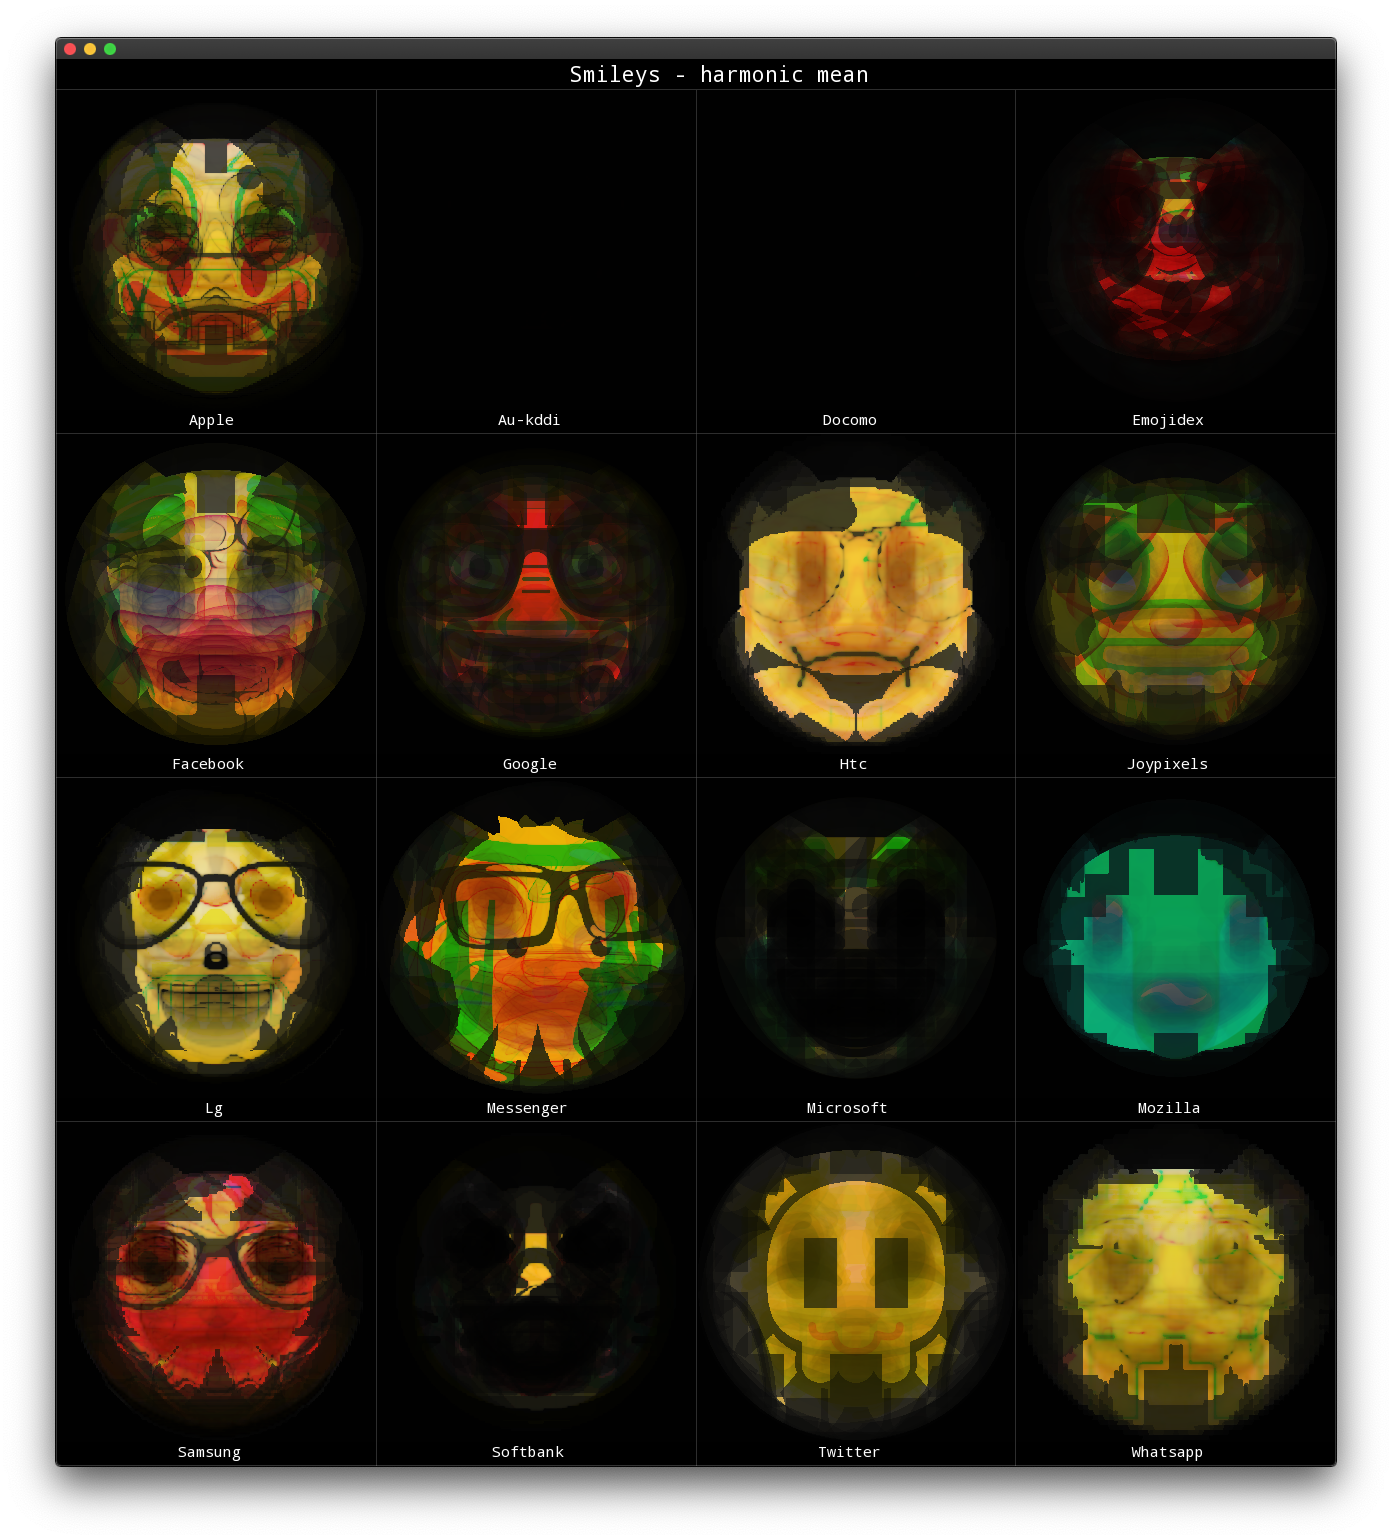 Smileys - harmonic mean
Apple
Au-kddi
Docomo
Emojidex
Facebook
Google
Htc
Joypixels
Lg
Messenger
Microsoft
Mozilla
Samsung
Softbank
Twitter
Whatsapp